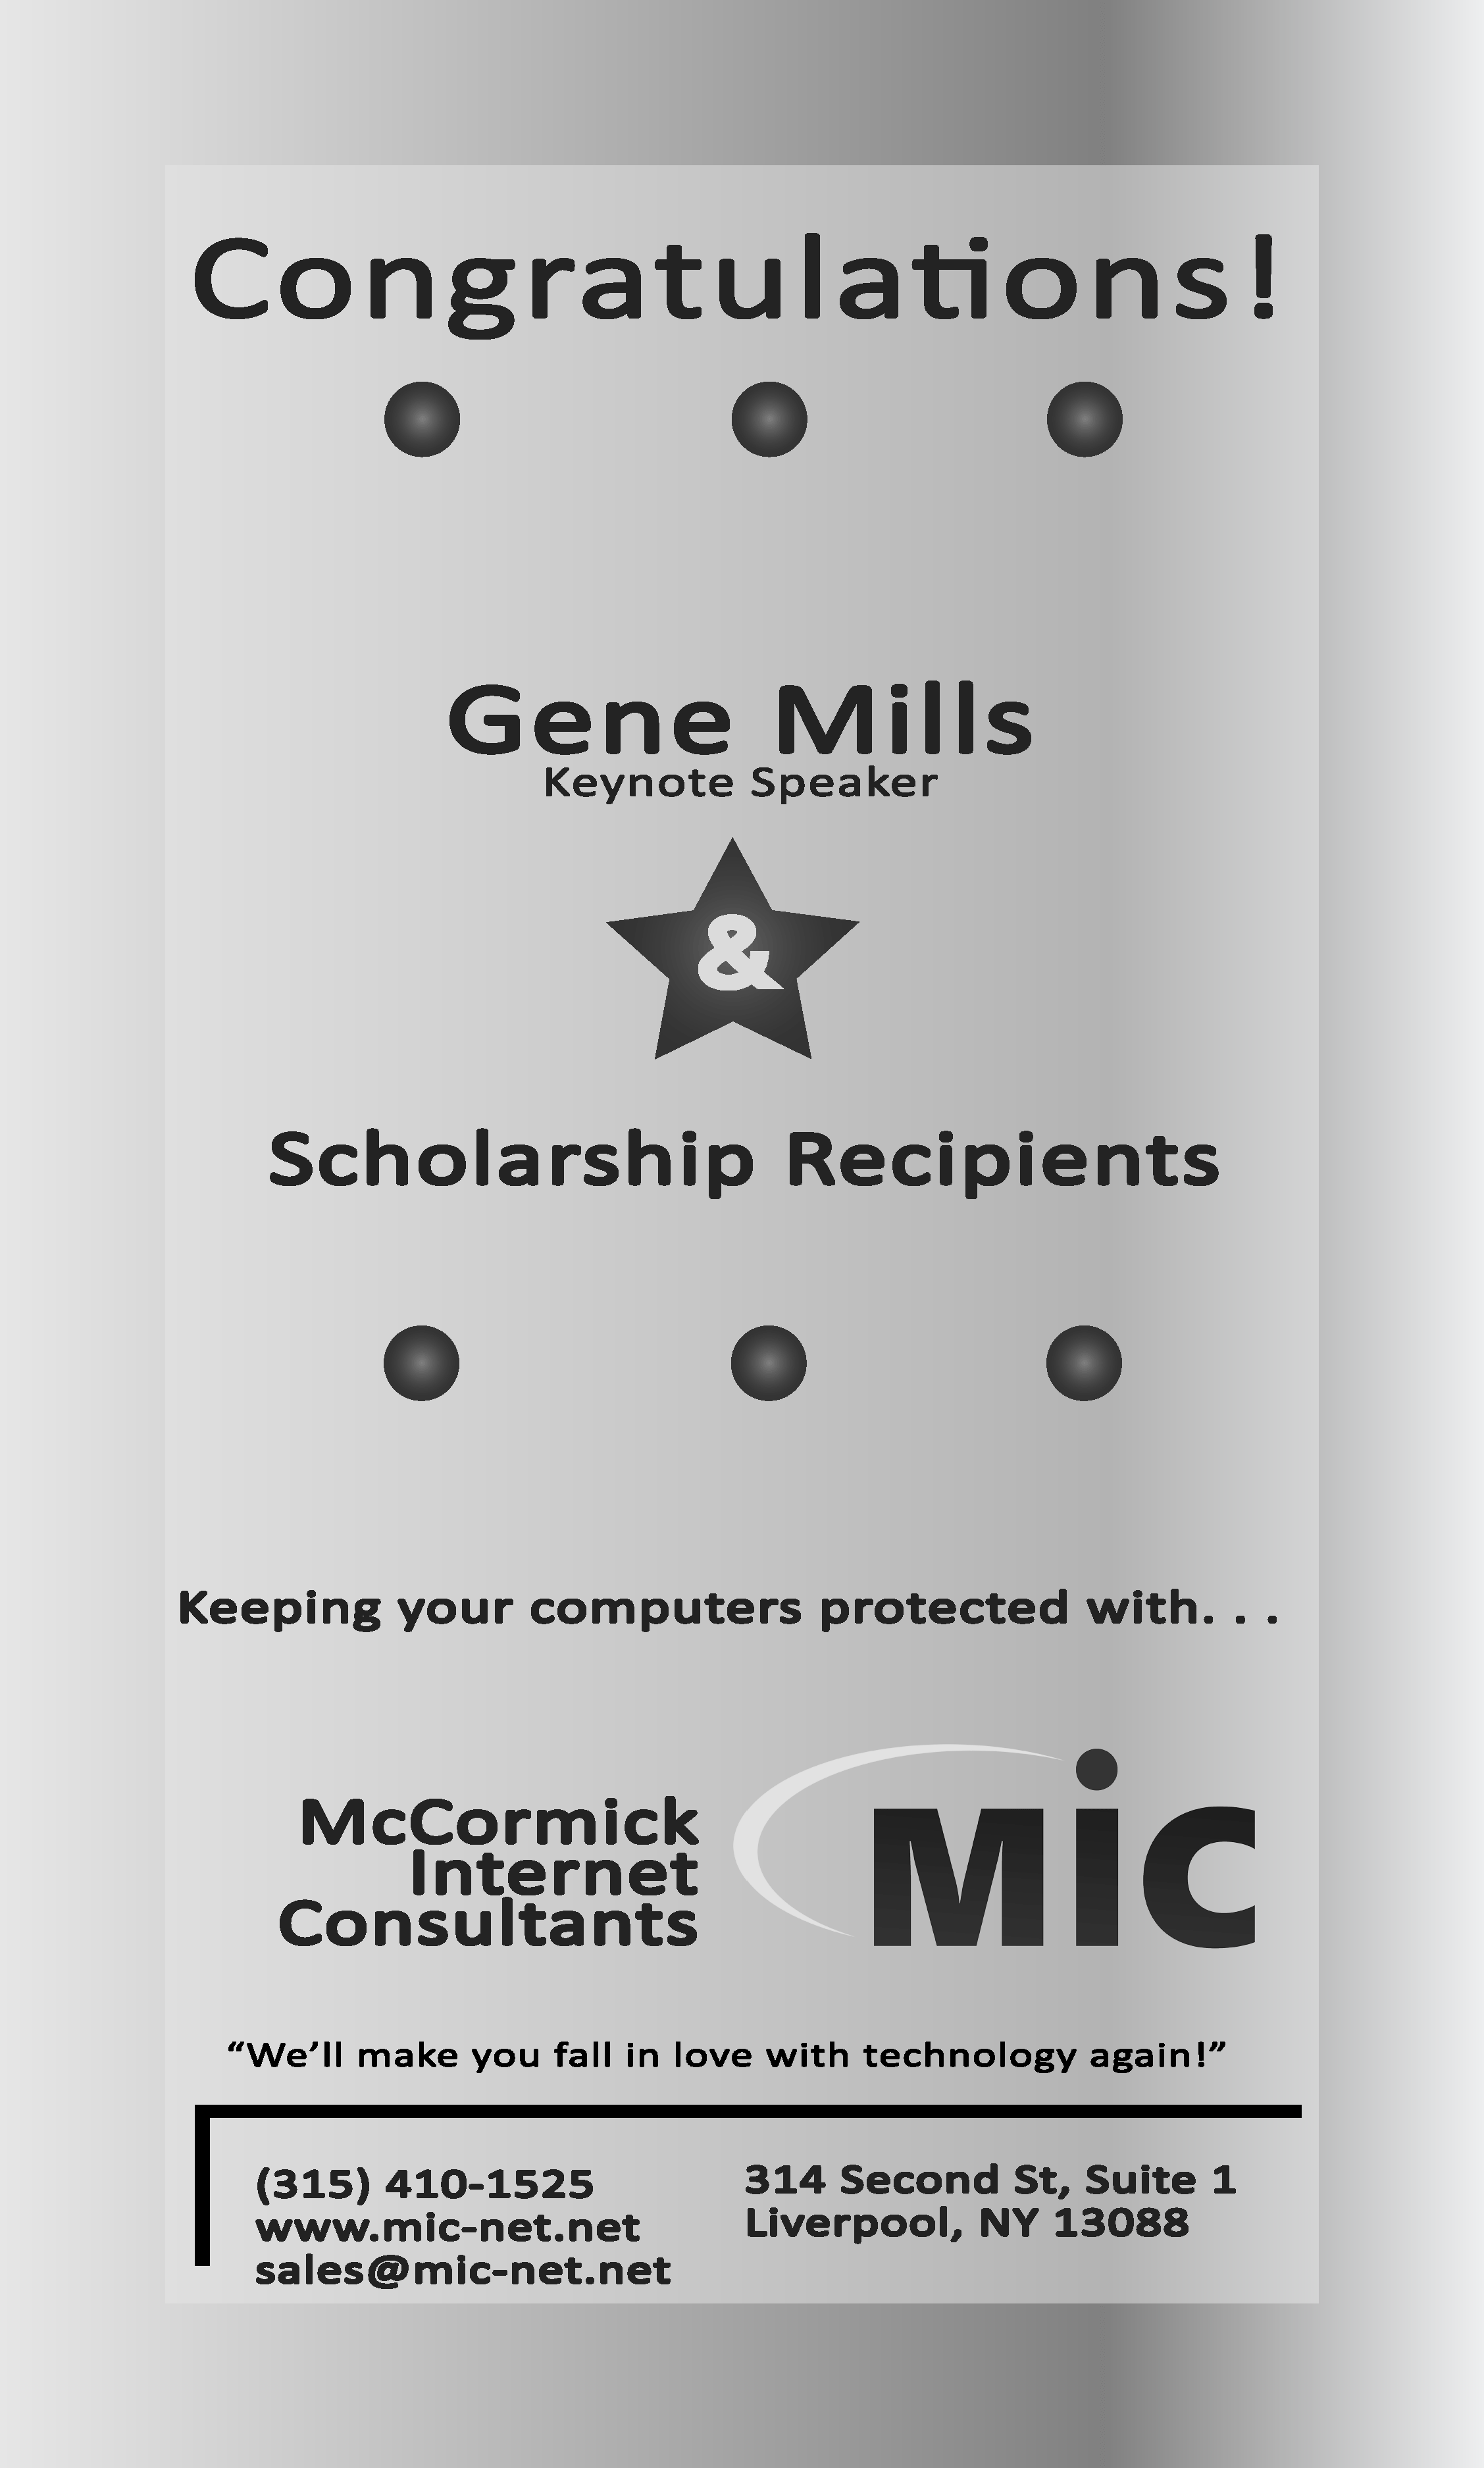 Congratulations!
Gene Mills
Keynote Speaker
&
Scholarship Recipients
Keeping your computers protected with. . .
McCormick
Internet
Consultants
MiC
“We’ll make you fall in love with technology again!”
(315) 410-1525
www.mic-net.net
sales@mic-net.net
314 Second St, Suite 1
Liverpool, NY 13088